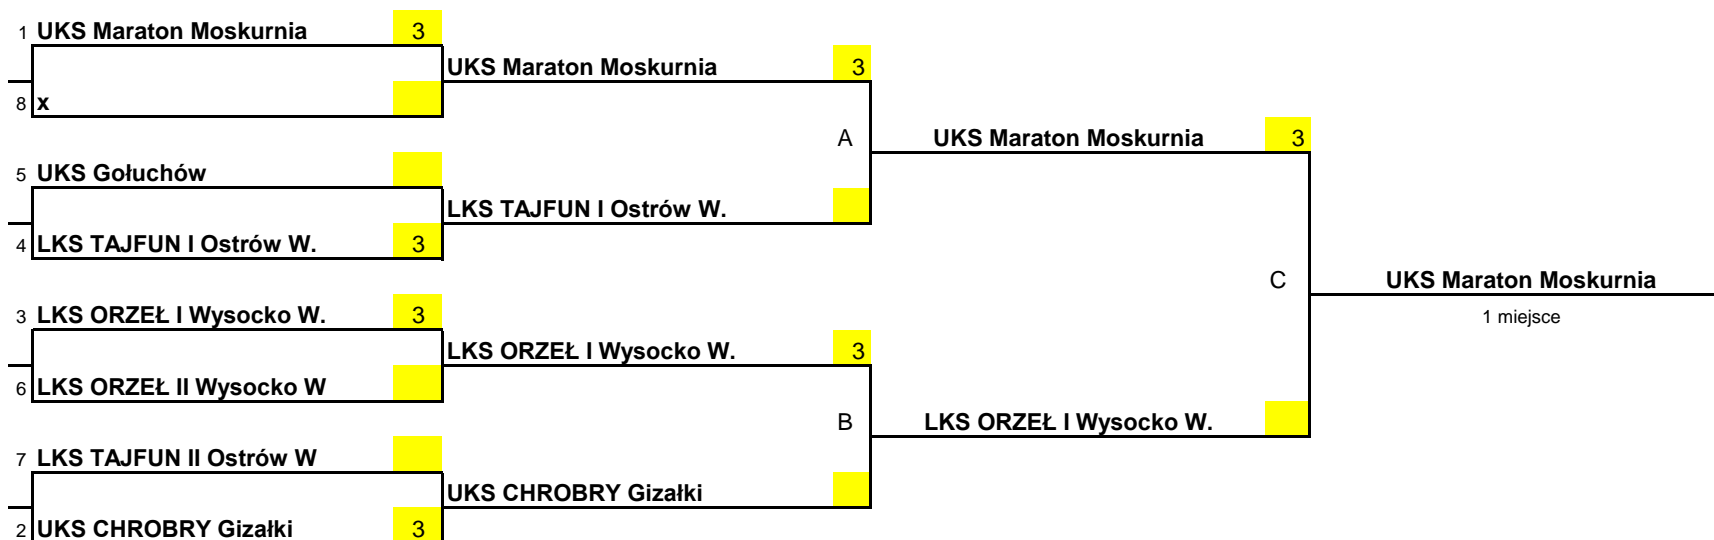 1 UKS Maraton Moskurnia 3
UKS Maraton Moskurnia 3
8 x
A UKS Maraton Moskurnia 3
5 UKS Gołuchów
LKS TAJFUN I Ostrów W.
4 LKS TAJFUN I Ostrów W. 3
C UKS Maraton Moskurnia
3 LKS ORZEŁ I Wysocko W. 3
1 miejsce
LKS ORZEŁ I Wysocko W. 3
6 LKS ORZEŁ II Wysocko W
B LKS ORZEŁ I Wysocko W.
7 LKS TAJFUN II Ostrów W
UKS CHROBRY Gizałki
2 UKS CHROBRY Gizałki 3